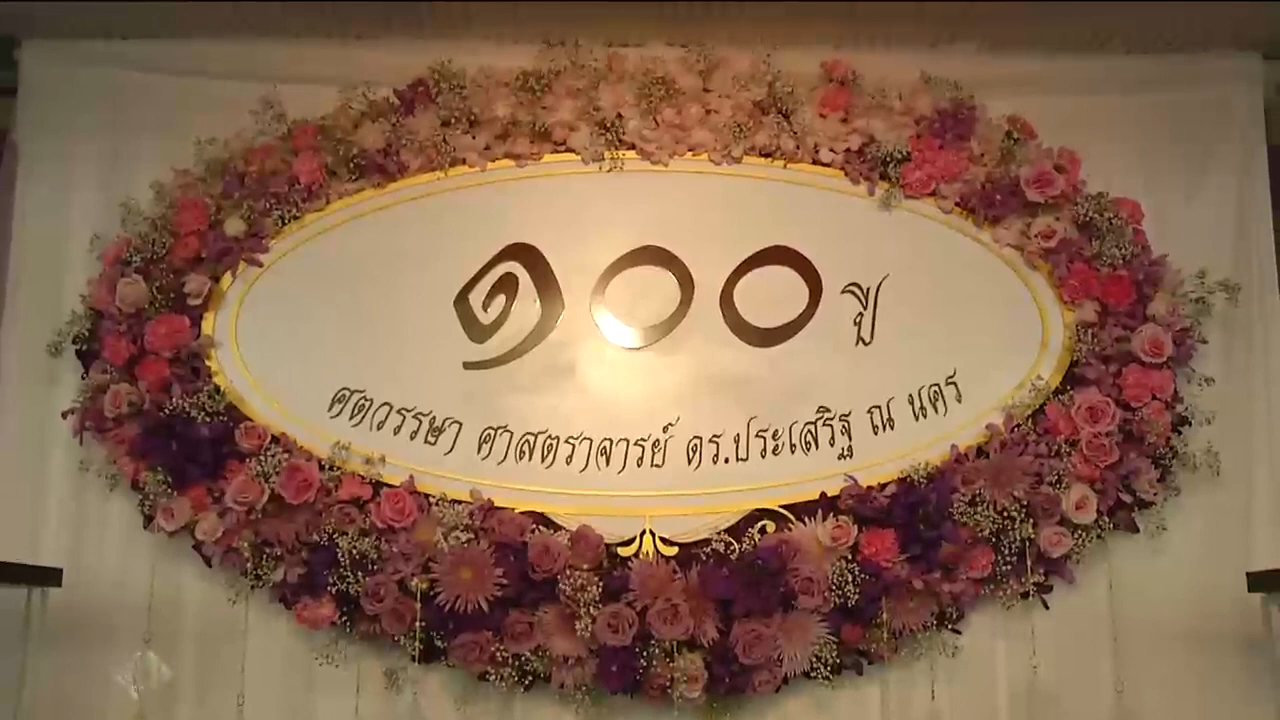 ๑๐๐ ปี
ศตวรรษา ศาสตราจารย์ ดร.ประเสริฐ ณ นคร